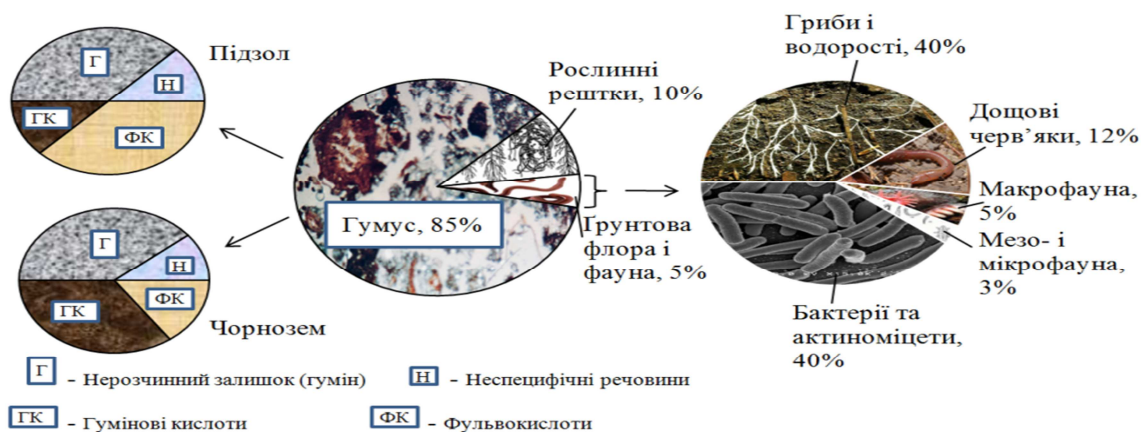 Г
Підзол
Н
ГК
ФК
Г
Н
ГК
ФК
Чорнозем
Рослинні
рештки, 10%
Гумус, 85%
Ґрунтова
флора і
фауна, 5%
Гриби і
водорості, 40%
Дощові
черв’яки, 12%
Макрофауна,
5%
Мезо- і
мікрофауна,
3%
Бактерії та
актиноміцети,
40%
Г - Нерозчинний залишок (гумін)
Н - Неспецифічні речовини
ГК - Гумінові кислоти
ФК - Фульвокислоти